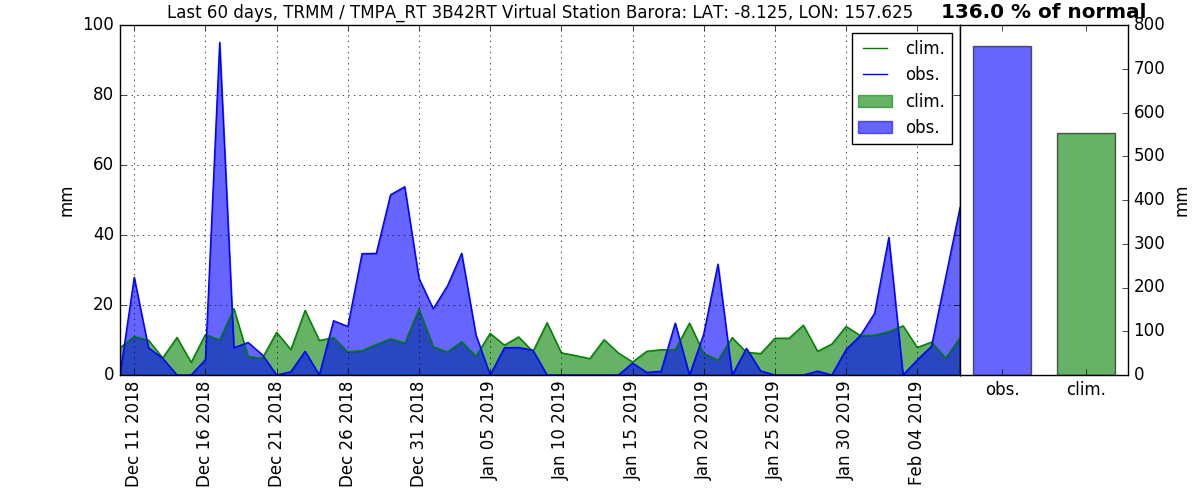 Last 60 days, TRMM / TMPA_RT 3B42RT Virtual Station Barora: LAT: -8.125, LON: 157.625
136.0 % of normal
100
80
60
40
20
0
mm
clim.
obs.
clim.
obs.
800
700
600
500
400
300
200
100
0
mm
Dec 11 2018
Dec 16 2018
Dec 21 2018
Dec 26 2018
Dec 31 2018
Jan 05 2019
Jan 10 2019
Jan 15 2019
Jan 20 2019
Jan 25 2019
Jan 30 2019
Feb 04 2019
obs.
clim.